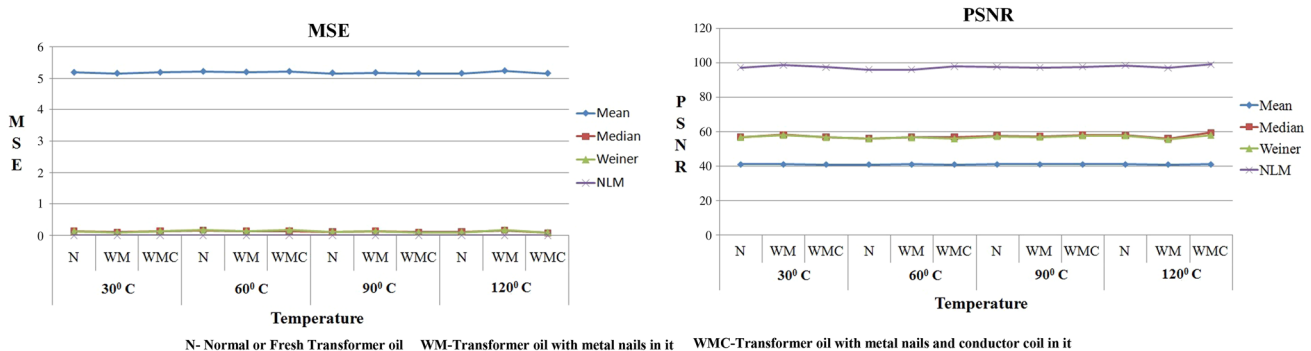 MSE
6
5
4
3
2
1
0
M
S
E
N WM WMC N WM WMC N WM WMC N WM WMC
30⁰ C 60⁰ C 90⁰ C 120⁰ C
Temperature
Mean
Median
Weiner
NLM
PSNR
120
100
80
60
40
20
0
P
S
N
R
N WM WMC N WM WMC N WM WMC N WM WMC
30⁰ C 60⁰ C 90⁰ C 120⁰ C
Temperature
Mean
Median
Weiner
NLM
N- Normal or Fresh Transformer oil WM-Transformer oil with metal nails in it WMC-Transformer oil with metal nails and conductor coil in it